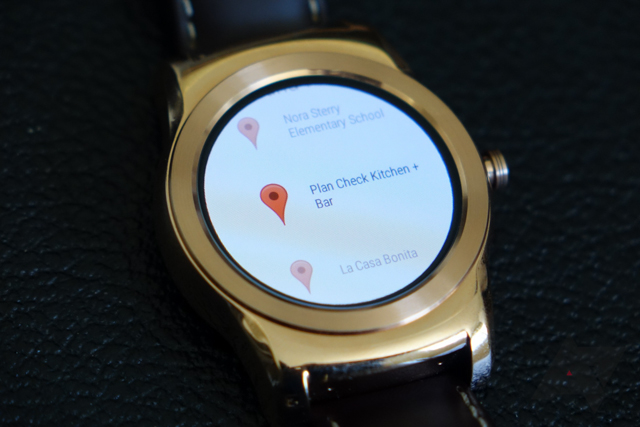 Nora Sterry
Elementary School
Plan Check Kitchen +
Bar
La Casa Bonita